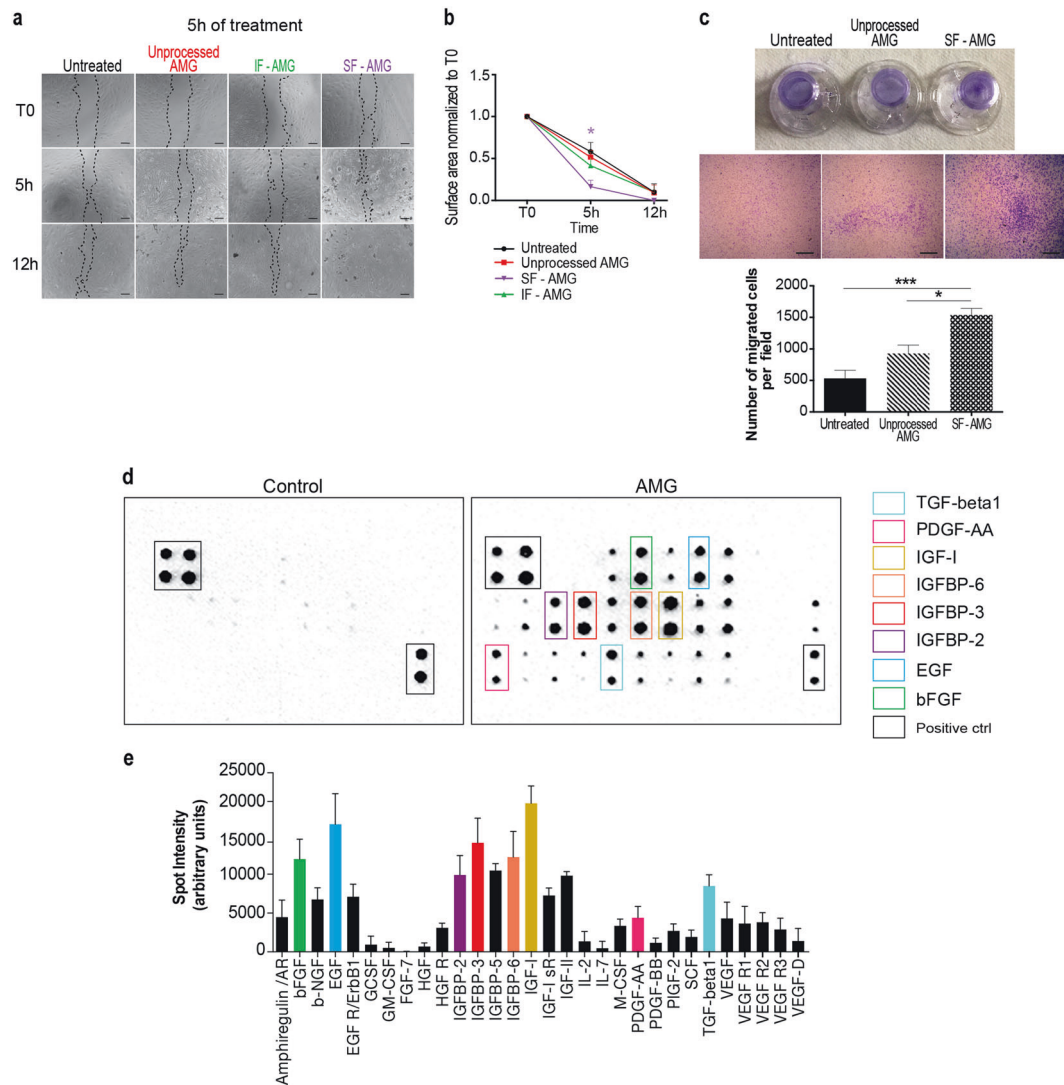 a
5h of treatment
Untreated
Unprocessed
AMG
IF - AMG
SF - AMG
T0
5h
12h
b
Surface area normalized to T0
1.5
1.0
0.5
0.0
*
T0
5h
12h
Time
Untreated
Unprocessed AMG
SF - AMG
IF - AMG
c
Untreated
Unprocessed
AMG
SF - AMG
Number of migrated cells
per field
2000
1500
1000
500
0
***
*
Untreated
Unprocessed
AMG
SF - AMG
d
Control
AMG
TGF-beta1
PDGF-AA
IGF-I
IGFBP-6
IGFBP-3
IGFBP-2
EGF
bFGF
Positive ctrl
e
Spot Intensity
(arbitrary units)
25000
20000
15000
10000
5000
0
Amphiregulin /AR
bFGF
b-NGF
EGF
EGF R/ErbB1
GCSF
GM-CSF
FGF-7
HGF
HGF R
IGFBP-2
IGFBP-3
IGFBP-5
IGFBP-6
IGF-I
IGF-I sR
IGF-II
IL-2
IL-7
M-CSF
PDGF-AA
PDGF-BB
PIGF-2
SCF
TGF-beta1
VEGF
VEGF R1
VEGF R2
VEGF R3
VEGF-D